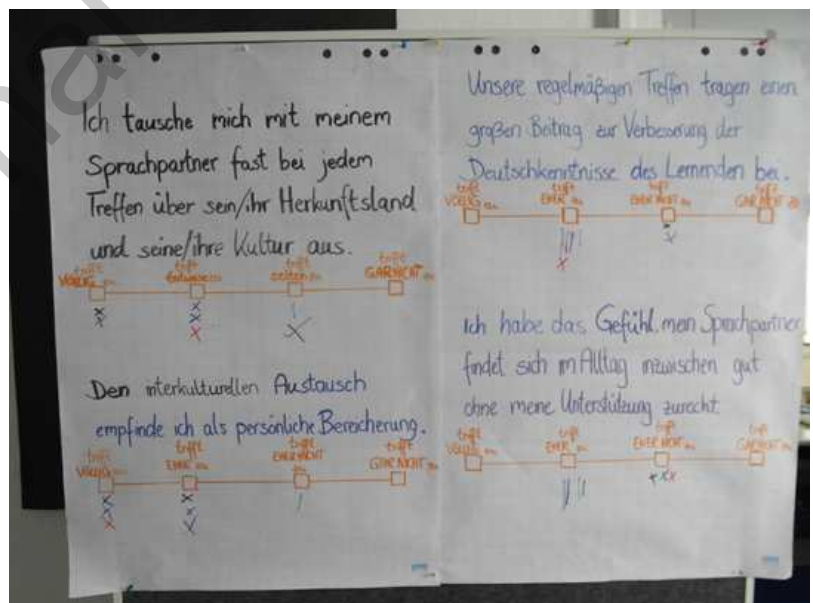 Ich tausche mich mit meinem
Sprachpartner fast bei jedem
Treffen über sein/ihr Herkunftsland
und seine/ihre Kultur aus.
trifft trifft trifft trifft
VÖLLIG zu teilweise zu selten zu GAR NICHT zu
Den interkulturellen Austausch
empfinde ich als persönliche Bereicherung.
trifft trifft trifft trifft
VÖLLIG zu EHER zu EHER NICHT zu GAR NICHT zu
Unsere regelmäßigen Treffen tragen einen
großen Beitrag zur Verbesserung der
Deutschkenntnisse des Lernenden bei.
trifft trifft trifft trifft
VÖLLIG zu EHER zu EHER NICHT zu GAR NICHT zu
Ich habe das Gefühl, mein Sprachpartner
findet sich im Alltag inzwischen gut
ohne meine Unterstützung zurecht.
trifft trifft trifft trifft
VÖLLIG zu EHER zu EHER NICHT zu GAR NICHT zu